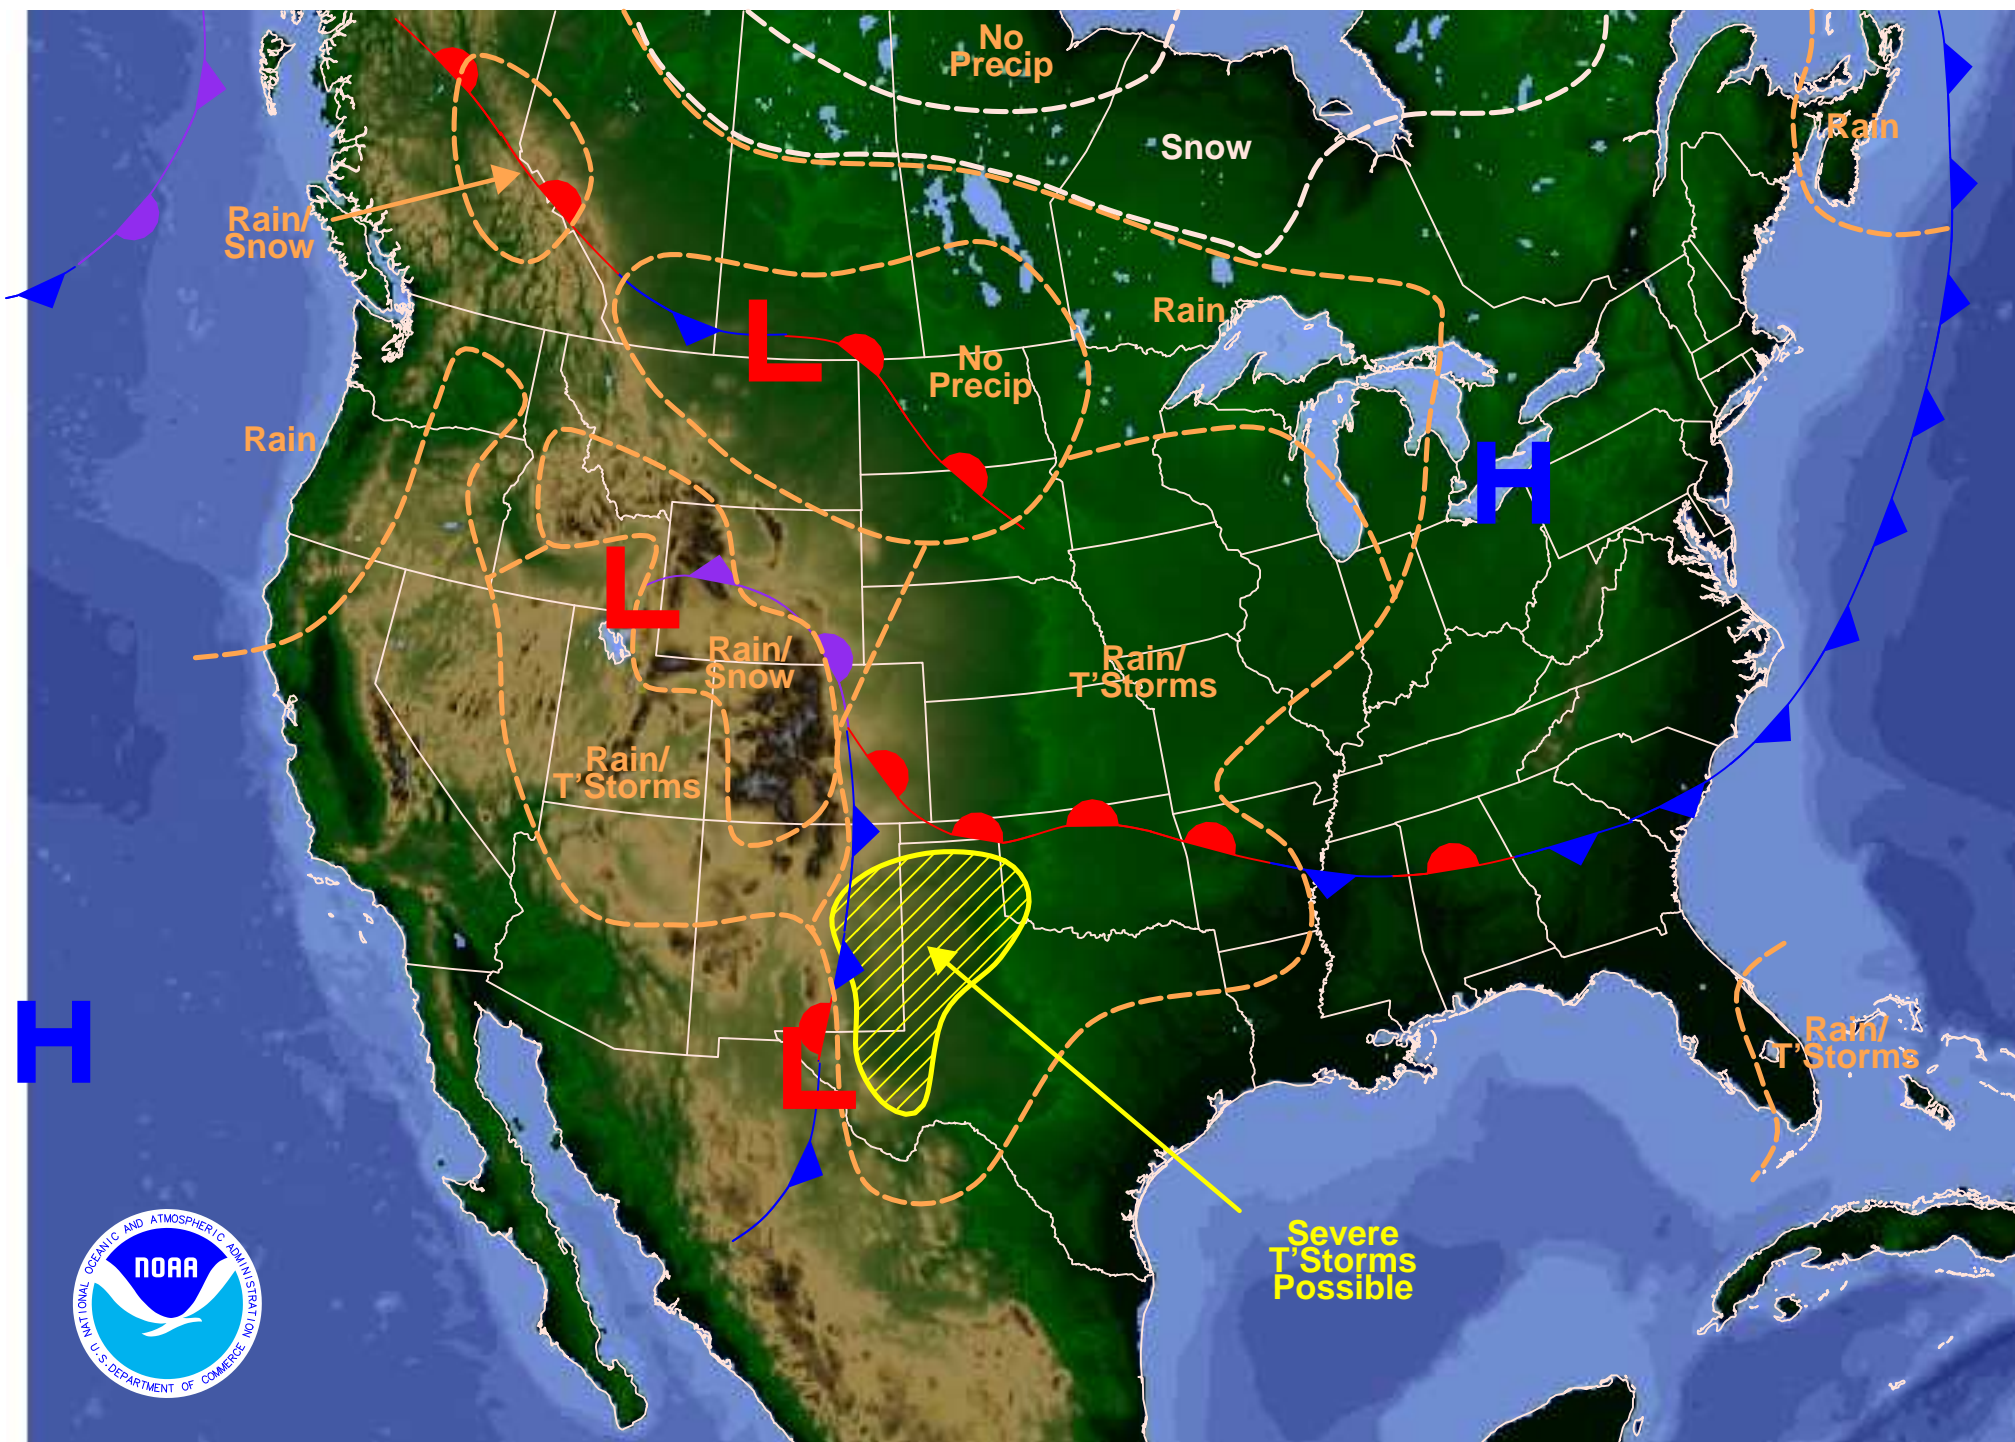 No
Precip
Snow
Rain
Rain/
Snow
Rain
No
Precip
Rain
L
L
H
Rain/
Snow
Rain/
T'Storms
Rain/
T'Storms
H
L
Rain/
T'Storms
Severe
T'Storms
Possible
NATIONAL OCEANIC AND ATMOSPHERIC ADMINISTRATION
NOAA
U.S. DEPARTMENT OF COMMERCE